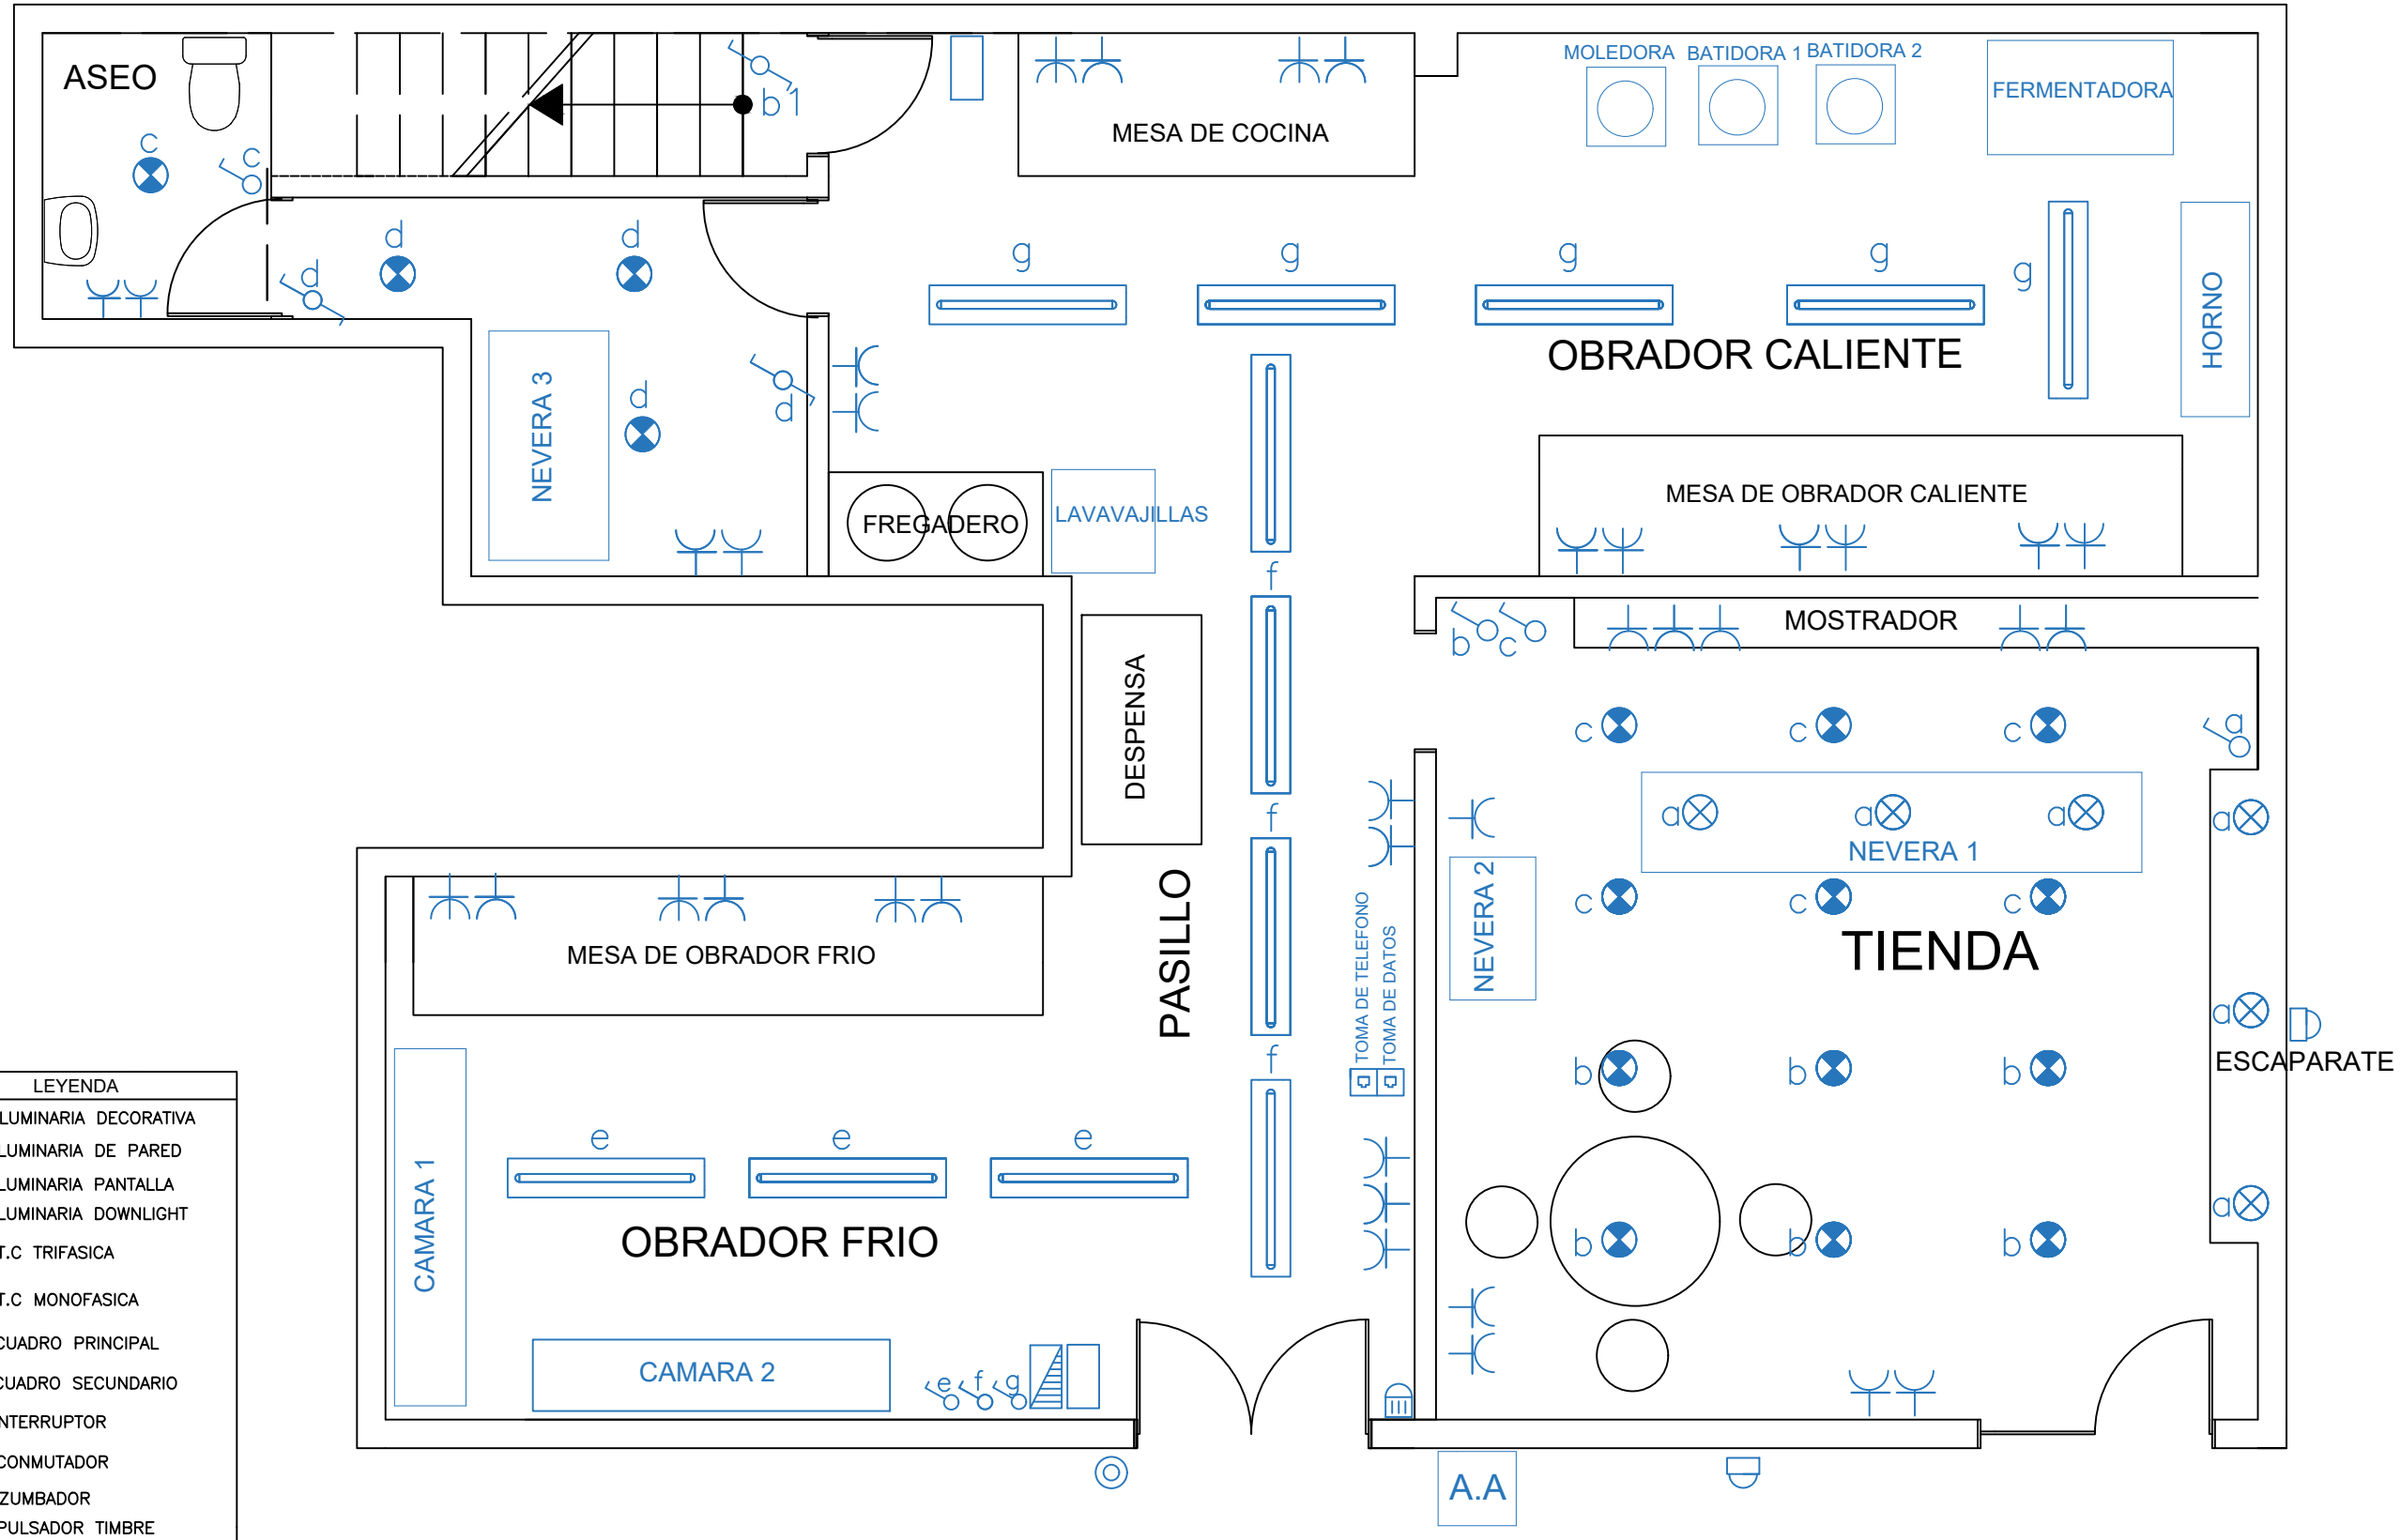 MOLEDORA
BATIDORA 1
BATIDORA 2
FERMENTADORA
ASEO
b1
MESA DE COCINA
c
c
d
d
d
g
g
g
g
g
HORNO
OBRADOR CALIENTE
NEVERA 3
d
d
MESA DE OBRADOR CALIENTE
FREGADERO
LAVAVAJILLAS
f
b
c
MOSTRADOR
DESPENSA
c
c
c
a
a
a
a
a
f
NEVERA 1
NEVERA 2
PASILLO
TOMA DE TELEFONO
TOMA DE DATOS
c
c
c
MESA DE OBRADOR FRIO
TIENDA
a
f
ESCAPARATE
b
b
b
LEYENDA
LUMINARIA DECORATIVA
LUMINARIA DE PARED
LUMINARIA PANTALLA
LUMINARIA DOWNLIGHT
T.C TRIFASICA
T.C MONOFASICA
CUADRO PRINCIPAL
CUADRO SECUNDARIO
INTERRUPTOR
CONMUTADOR
ZUMBADOR
PULSADOR TIMBRE
e
e
e
CAMARA 1
OBRADOR FRIO
a
b
b
b
CAMARA 2
e
f
g
A.A